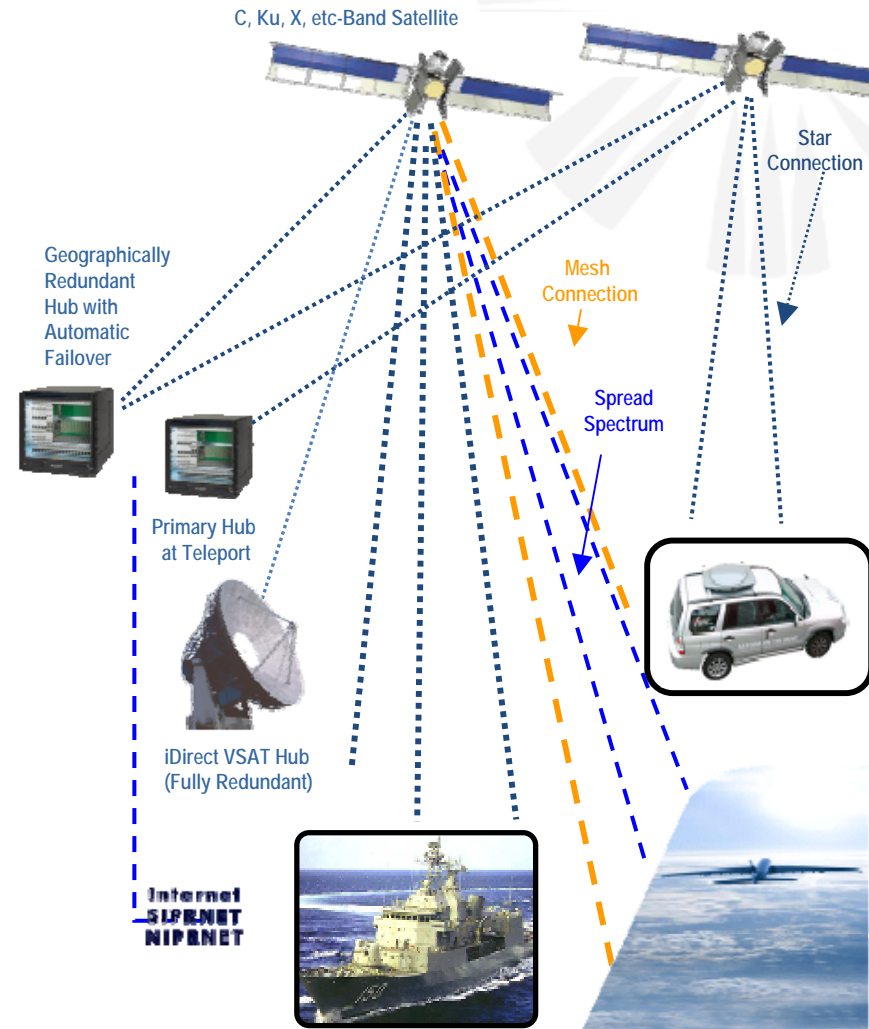 C, Ku, X, etc-Band Satellite
Star
Connection
Geographically
Redundant
Hub with
Automatic
Failover
Mesh
Connection
Spread
Spectrum
Primary Hub
at Teleport
iDirect VSAT Hub
(Fully Redundant)
Internet
SIPRNET
NIPRNET